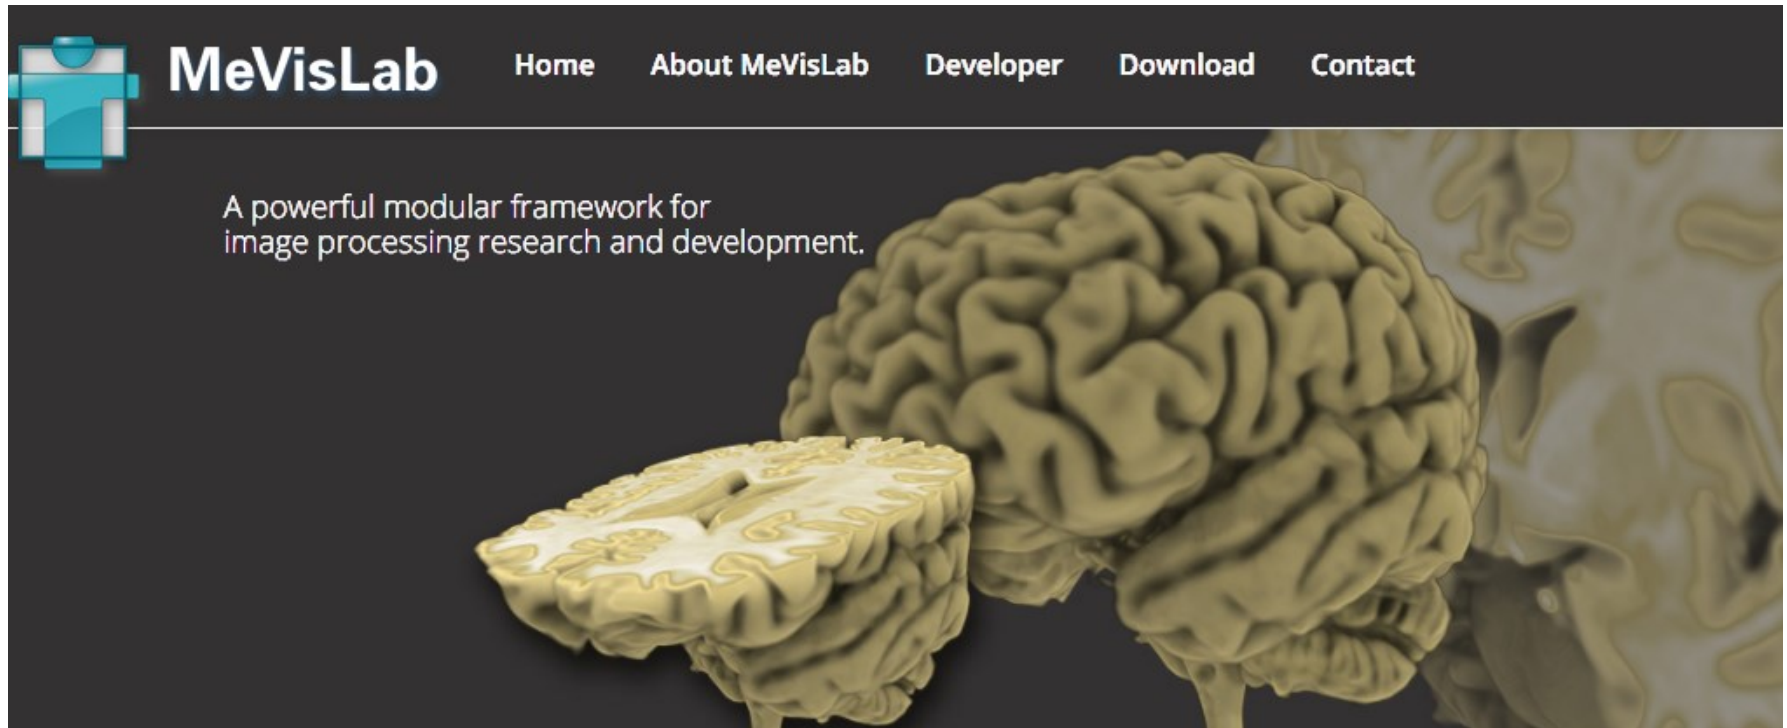 MeVisLab
Home About MeVisLab Developer Download Contact
A powerful modular framework for
image processing research and development.